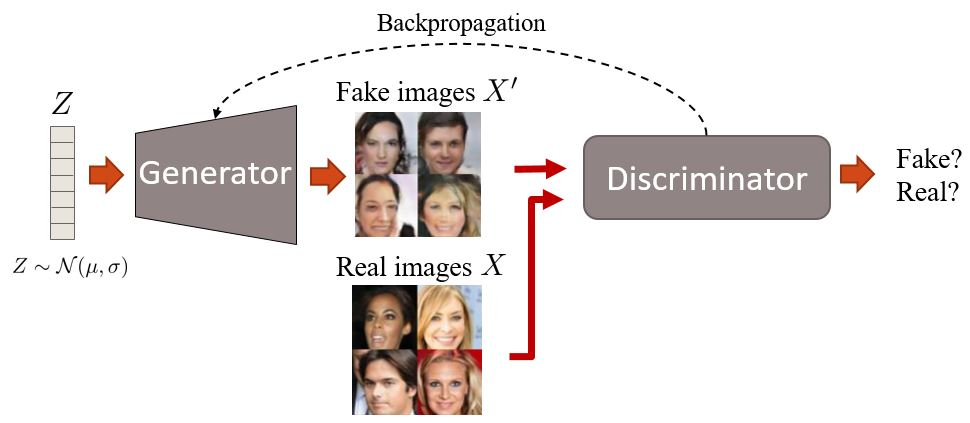 Backpropagation
Z
Fake images X′
Generator
Discriminator
Fake?
Real?
Z ∼ 𝒩(μ, σ)
Real images X